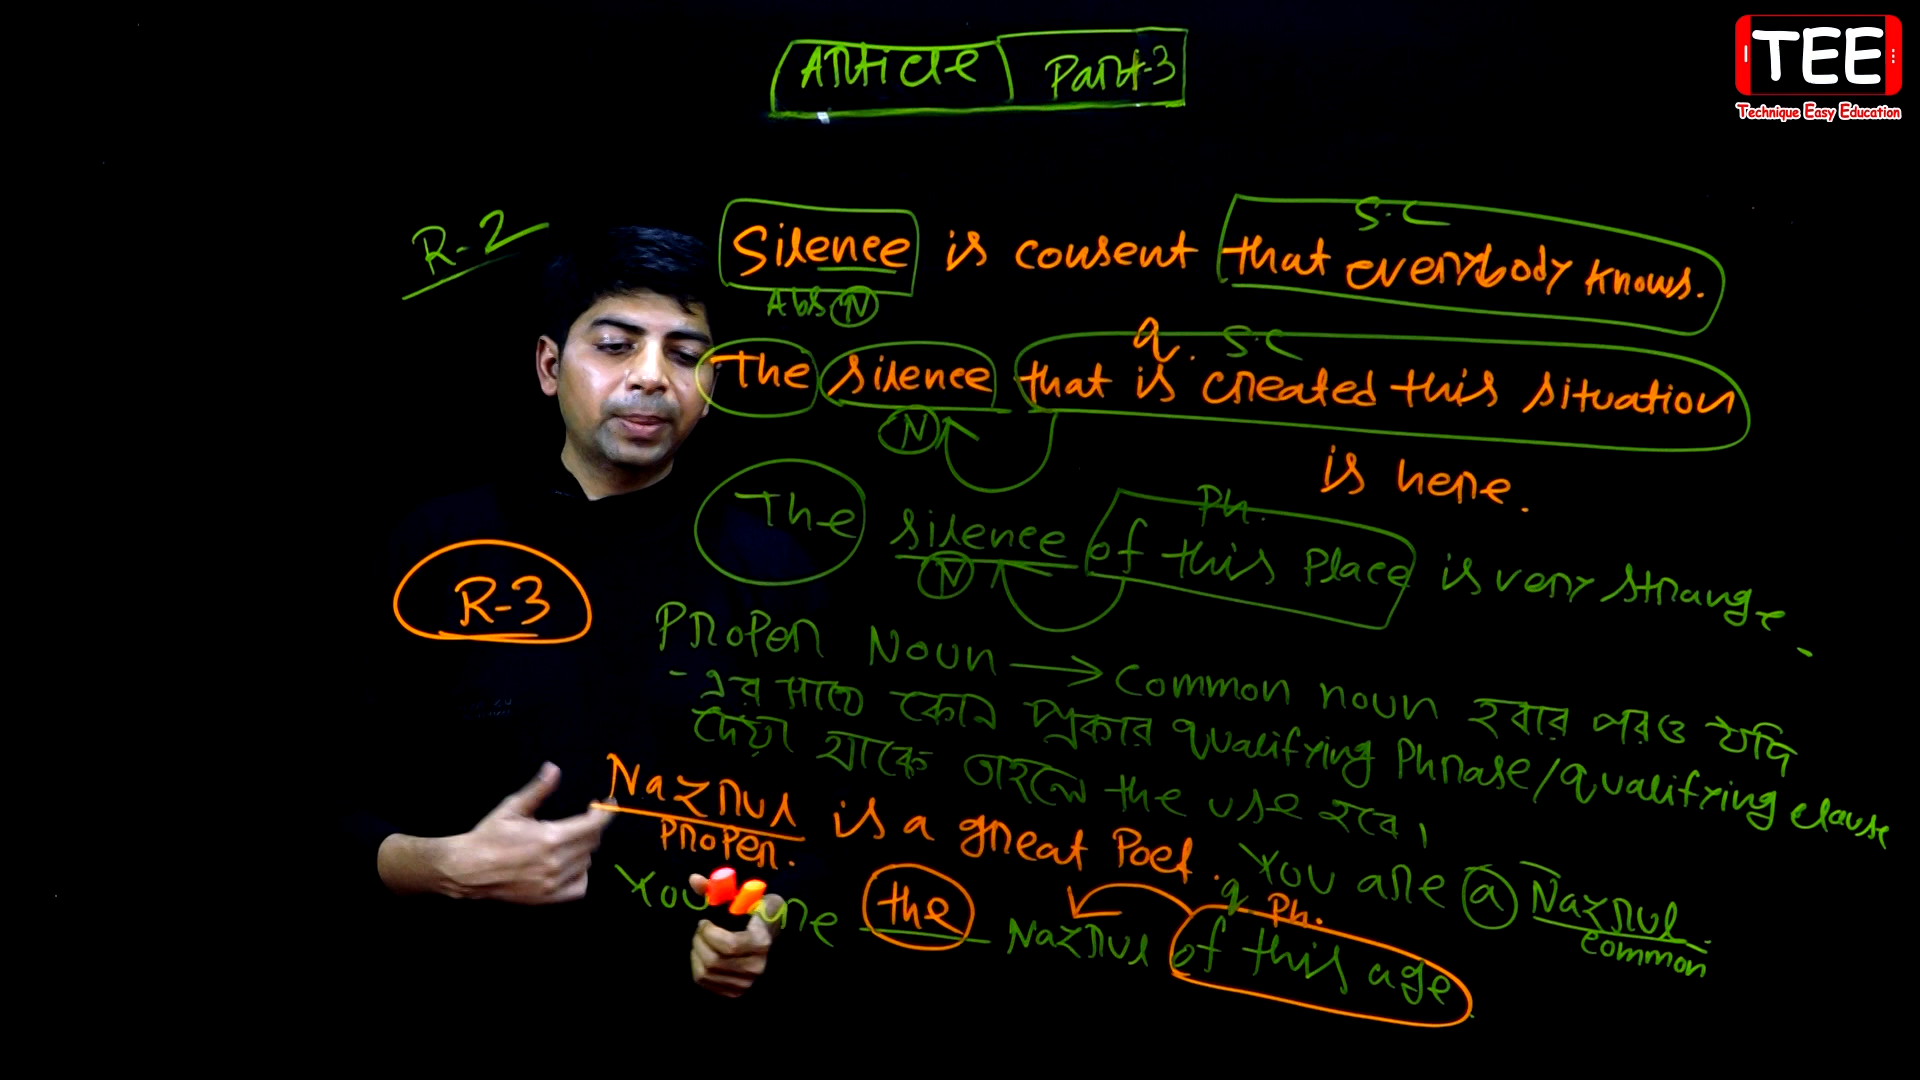 Article Part-3
TEE
Technique Easy Education
R-2
Silence is consent that everybody knows.
S.C
Abs N
q. S.C
The silence that is created this situation
N
is here.
Ph.
The silence of this place is very strange.
N
R-3
Proper Noun → common noun হবার পরও যদি
- এর সাথে কোন প্রকার qualifying Phrase/qualifying clause
দেয়া থাকে তাহলে the use হবে।
Nazrul is a great Poet.
Proper.
You are a Nazrul.
common
q Ph.
You are the Nazrul of this age.